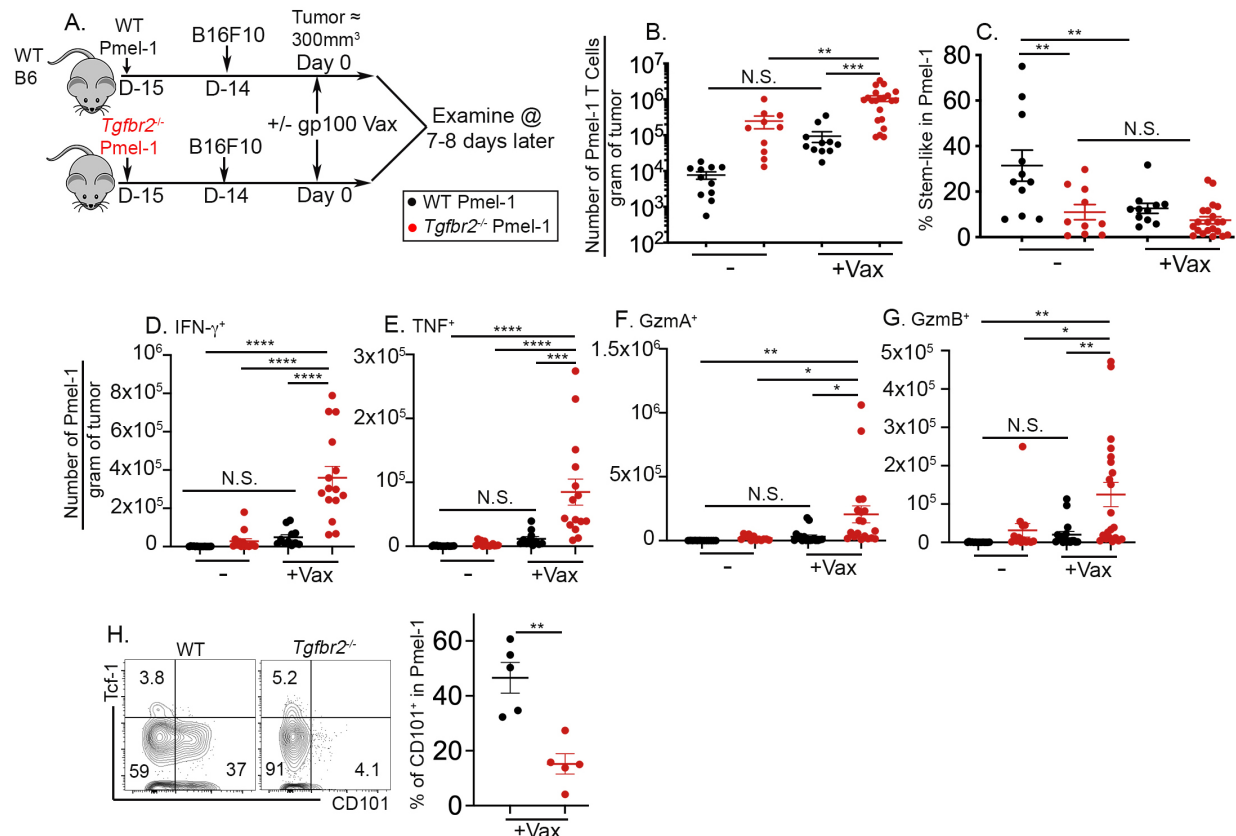 A.
WT
B6
WT
Pmel-1
D-15
B16F10
D-14
Tumor ≈
300mm³
Day 0
+/- gp100 Vax
Examine @
7-8 days later
Tgfbr2-/-
Pmel-1
D-15
B16F10
D-14
Day 0
WT Pmel-1
Tgfbr2-/- Pmel-1
B.
Number of Pmel-1 T Cells
gram of tumor
10⁷
10⁶
10⁵
10⁴
10³
10²
N.S.
**
***
-
+Vax
C.
% Stem-like in Pmel-1
80
60
40
20
0
**
**
N.S.
-
+Vax
D. IFN-γ⁺
Number of Pmel-1
gram of tumor
10⁶
8x10⁵
6x10⁵
4x10⁵
2x10⁵
0
****
****
****
N.S.
-
+Vax
E. TNF⁺
3x10⁵
2x10⁵
10⁵
0
****
****
***
N.S.
-
+Vax
F. GzmA⁺
1.5x10⁶
10⁶
5x10⁵
0
**
*
*
N.S.
-
+Vax
G. GzmB⁺
5x10⁵
4x10⁵
3x10⁵
2x10⁵
10⁵
0
**
*
**
N.S.
-
+Vax
H.
WT
Tgfbr2-/-
Tcf-1
3.8
59
37
5.2
91
4.1
CD101
% of CD101⁺ in Pmel-1
60
40
20
0
**
+Vax